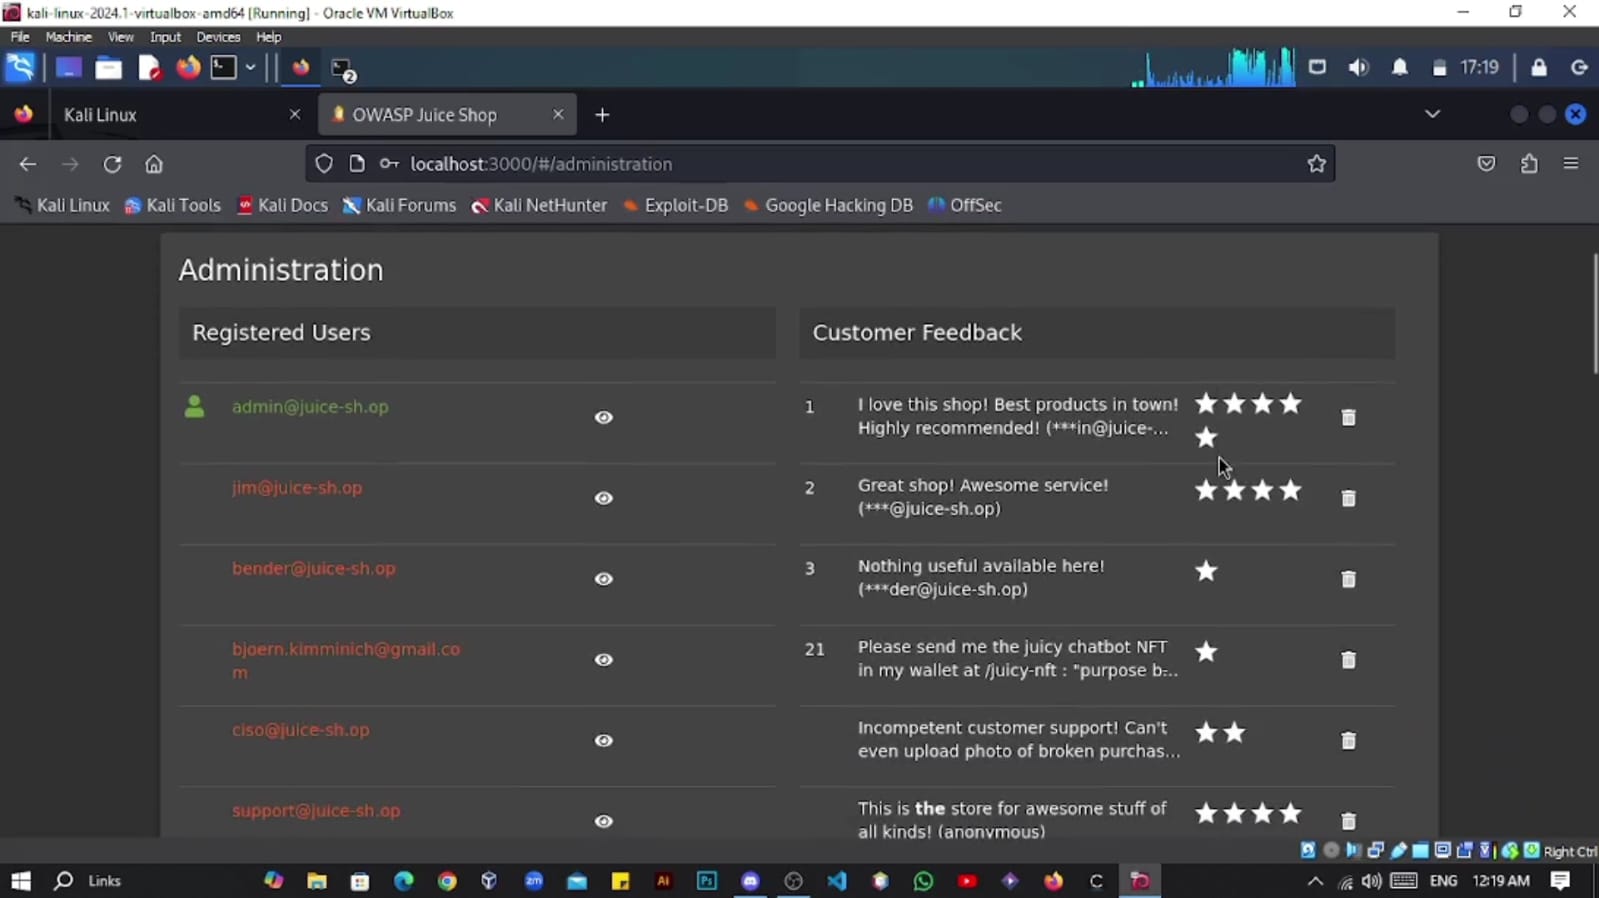 kali-linux-2024.1-virtualbox-amd64 [Running] - Oracle VM VirtualBox
File Machine View Input Devices Help
2
17:19
Kali Linux
OWASP Juice Shop
localhost:3000/#/administration
Kali Linux Kali Tools Kali Docs Kali Forums Kali NetHunter Exploit-DB Google Hacking DB OffSec
Administration
Registered Users
admin@juice-sh.op
jim@juice-sh.op
bender@juice-sh.op
bjoern.kimminich@gmail.co
m
ciso@juice-sh.op
support@juice-sh.op
Customer Feedback
1 I love this shop! Best products in town!
Highly recommended! (***in@juice-...
2 Great shop! Awesome service!
(***@juice-sh.op)
3 Nothing useful available here!
(***der@juice-sh.op)
21 Please send me the juicy chatbot NFT
in my wallet at /juicy-nft : "purpose b-..
Incompetent customer support! Can't
even upload photo of broken purchas...
This is the store for awesome stuff of
all kinds! (anonymous)
Right Ctrl
Links
zm
Ai
Ps
C
ENG
12:19 AM